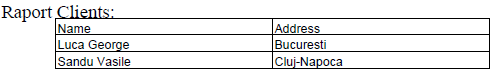 Raport Clients:
Name Address
Luca George Bucuresti
Sandu Vasile Cluj-Napoca